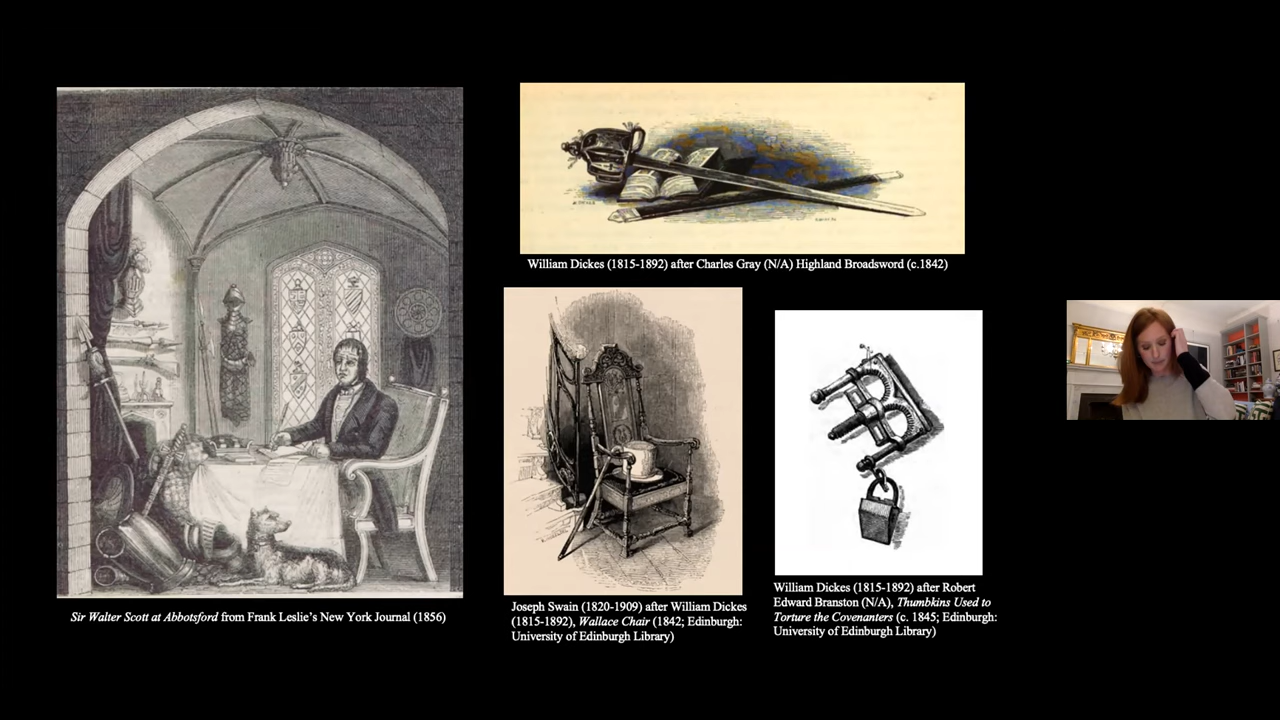 William Dickes (1815-1892) after Charles Gray (N/A) Highland Broadsword (c.1842)
Sir Walter Scott at Abbotsford from Frank Leslie's New York Journal (1856)
Joseph Swain (1820-1909) after William Dickes
(1815-1892), Wallace Chair (1842; Edinburgh:
University of Edinburgh Library)
William Dickes (1815-1892) after Robert
Edward Branston (N/A), Thumbkins Used to
Torture the Covenanters (c. 1845; Edinburgh:
University of Edinburgh Library)